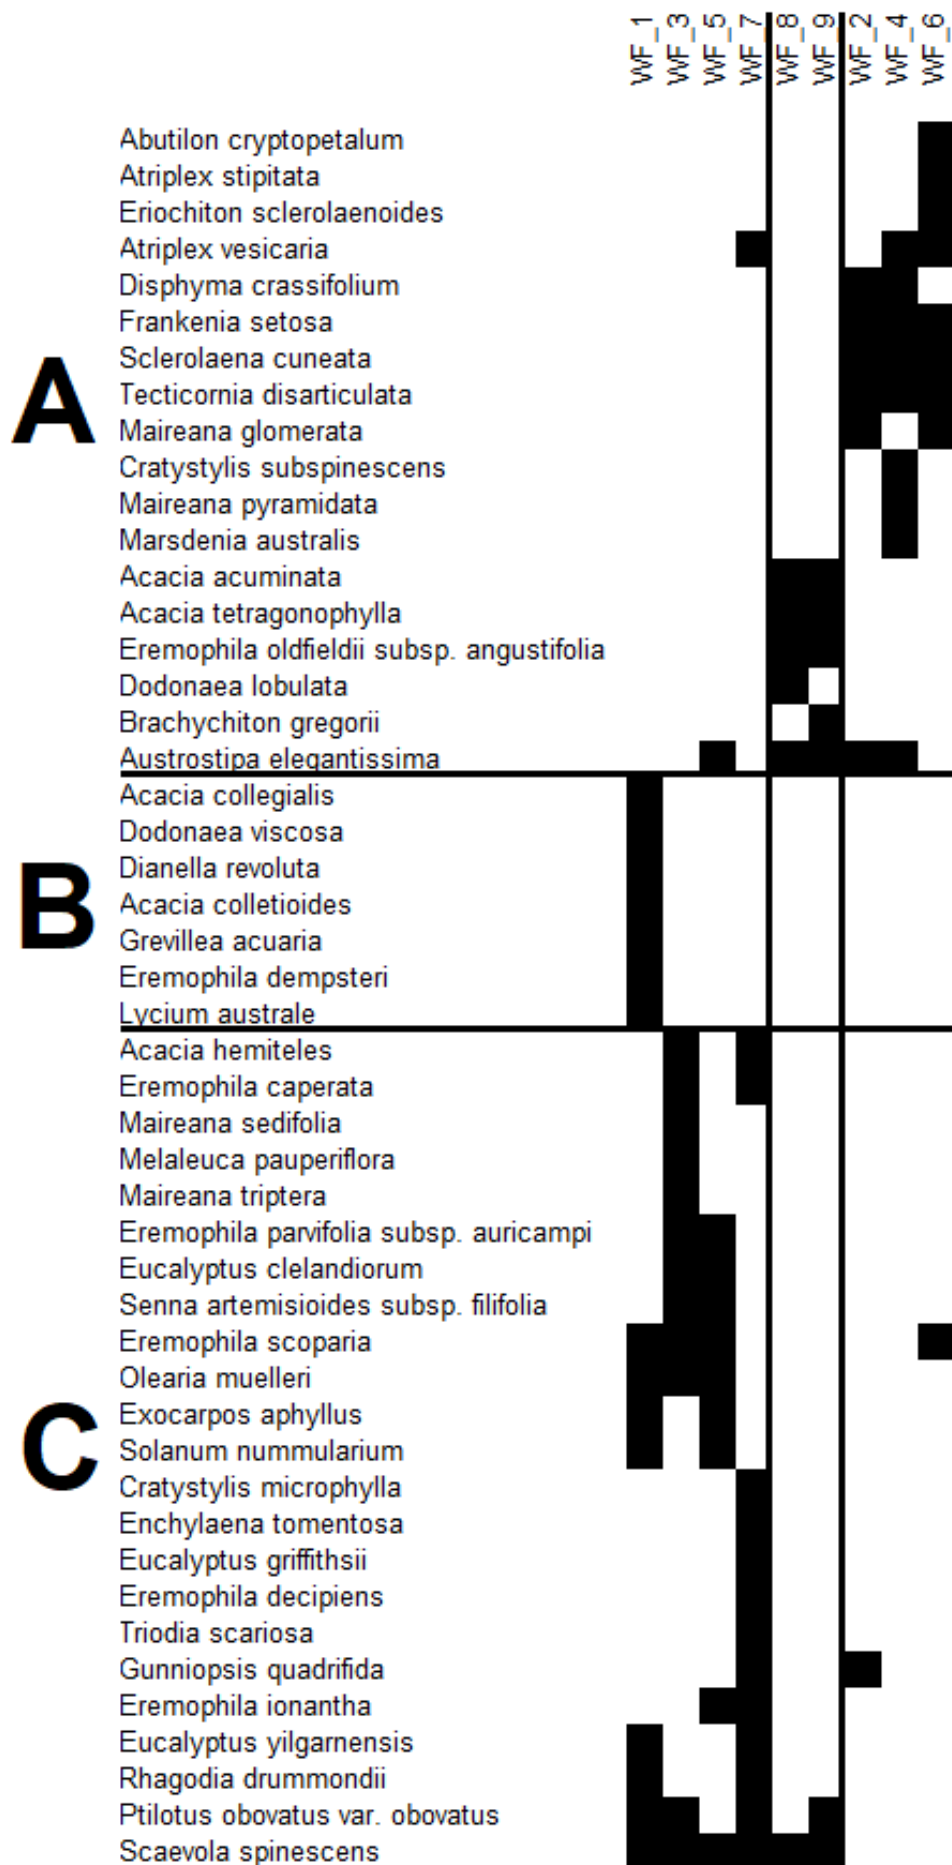 WF_1 WF_3 WF_5 WF_7 WF_8 WF_9 WF_2 WF_4 WF_6
Abutilon cryptopetalum
Atriplex stipitata
Eriochiton sclerolaenoides
Atriplex vesicaria
Disphyma crassifolium
Frankenia setosa
Sclerolaena cuneata
A
Tecticornia disarticulata
Maireana glomerata
Cratystylis subspinescens
Maireana pyramidata
Marsdenia australis
Acacia acuminata
Acacia tetragonophylla
Eremophila oldfieldii subsp. angustifolia
Dodonaea lobulata
Brachychiton gregorii
Austrostipa elegantissima
Acacia collegialis
Dodonaea viscosa
Dianella revoluta
B
Acacia colletioides
Grevillea acuaria
Eremophila dempsteri
Lycium australe
Acacia hemiteles
Eremophila caperata
Maireana sedifolia
Melaleuca pauperiflora
Maireana triptera
Eremophila parvifolia subsp. auricampi
Eucalyptus clelandiorum
Senna artemisioides subsp. filifolia
Eremophila scoparia
Olearia muelleri
Exocarpos aphyllus
C
Solanum nummularium
Cratystylis microphylla
Enchylaena tomentosa
Eucalyptus griffithsii
Eremophila decipiens
Triodia scariosa
Gunniopsis quadrifida
Eremophila ionantha
Eucalyptus yilgarnensis
Rhagodia drummondii
Ptilotus obovatus var. obovatus
Scaevola spinescens